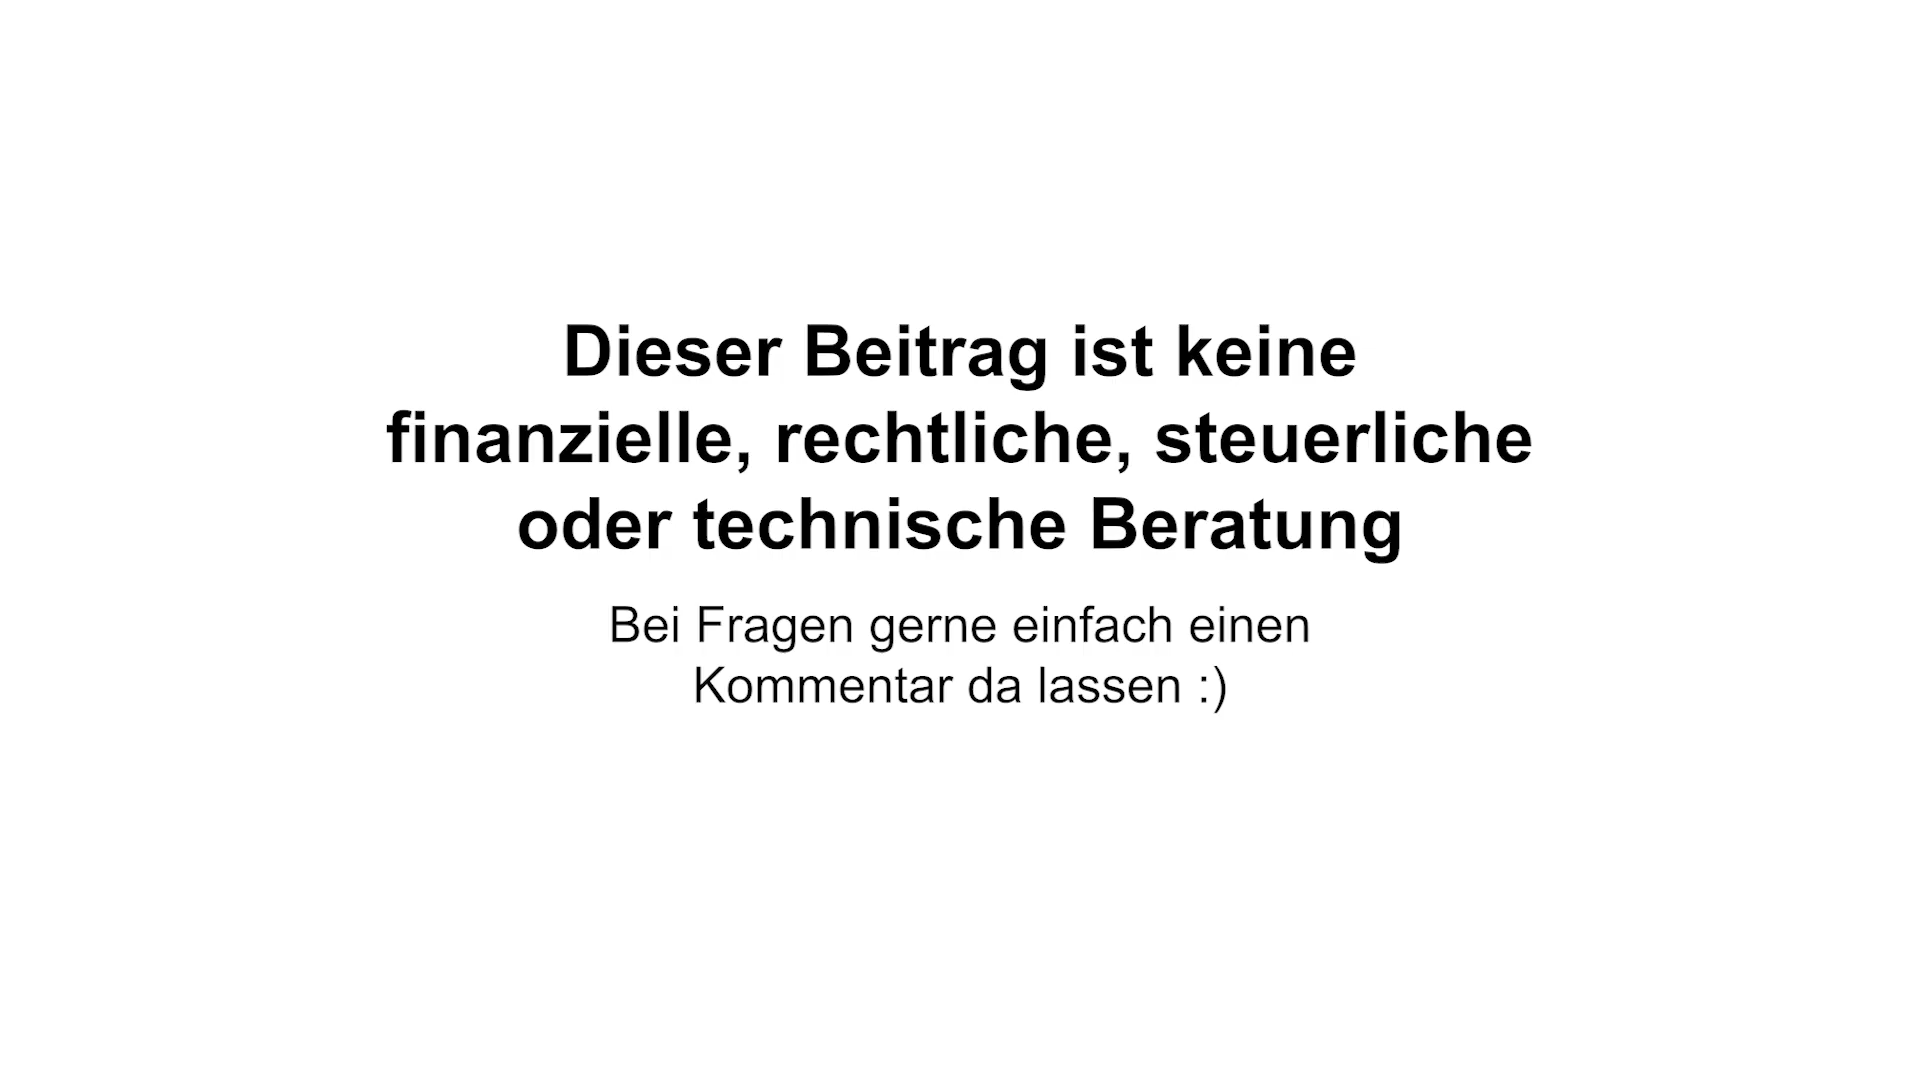 Dieser Beitrag ist keine
finanzielle, rechtliche, steuerliche
oder technische Beratung
Bei Fragen gerne einfach einen
Kommentar da lassen :)